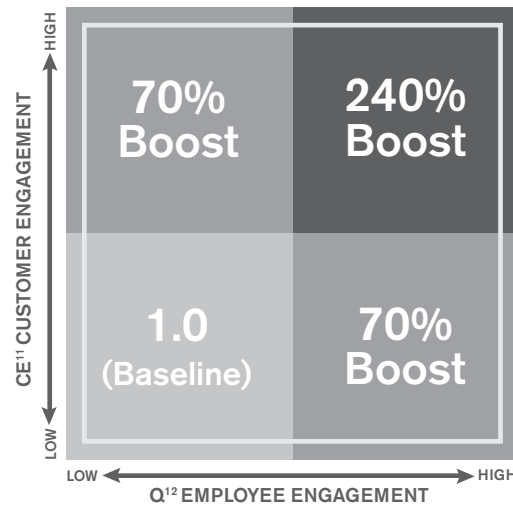 HIGH
CE¹¹ CUSTOMER ENGAGEMENT
LOW
70%
Boost
240%
Boost
1.0
(Baseline)
70%
Boost
LOW
HIGH
Q¹² EMPLOYEE ENGAGEMENT